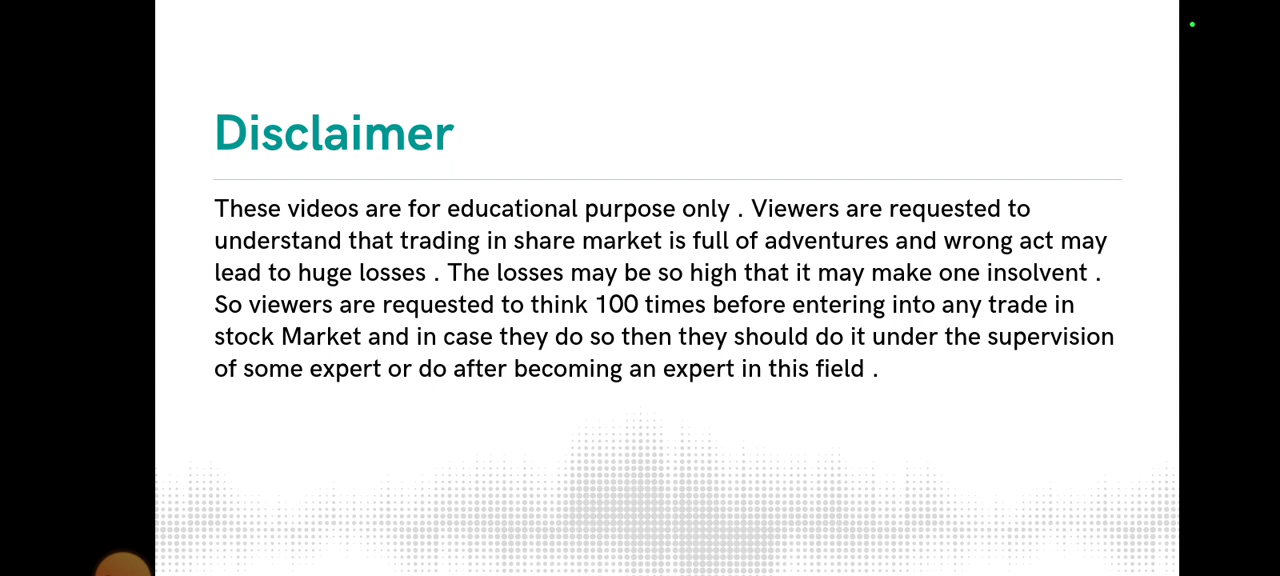 Disclaimer
These videos are for educational purpose only . Viewers are requested to
understand that trading in share market is full of adventures and wrong act may
lead to huge losses . The losses may be so high that it may make one insolvent .
So viewers are requested to think 100 times before entering into any trade in
stock Market and in case they do so then they should do it under the supervision
of some expert or do after becoming an expert in this field .